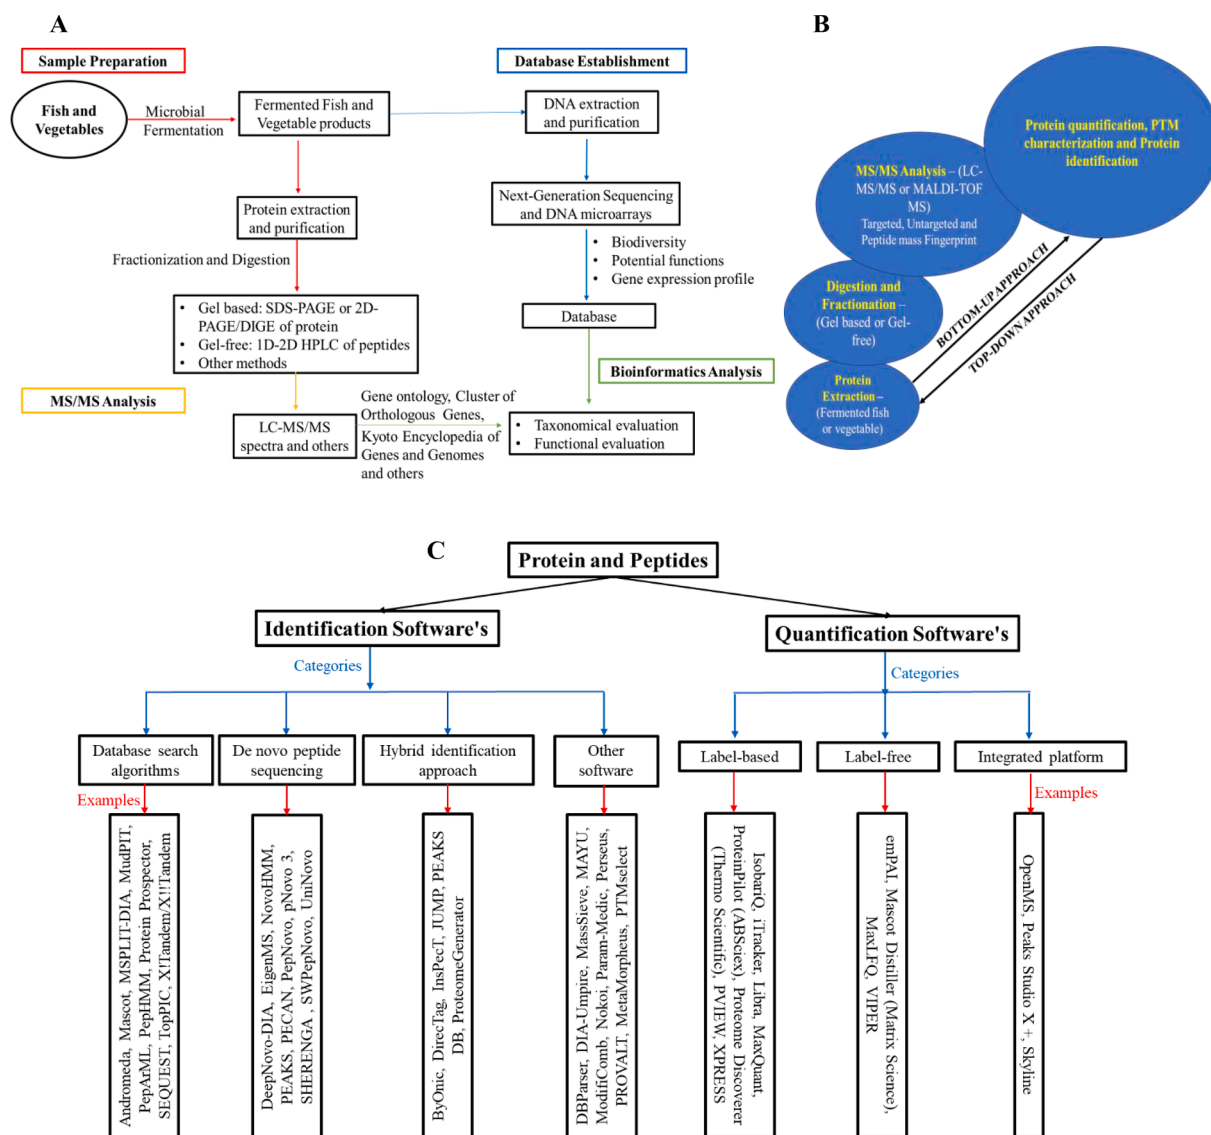 A
Sample Preparation
Fish and
Vegetables
Microbial
Fermentation
Fermented Fish and
Vegetable products
Protein extraction
and purification
Fractionization and Digestion
• Gel based: SDS-PAGE or 2D-
PAGE/DIGE of protein
• Gel-free: 1D-2D HPLC of peptides
• Other methods
MS/MS Analysis
LC-MS/MS
spectra and others
Gene ontology, Cluster of
Orthologous Genes,
Kyoto Encyclopedia of
Genes and Genomes
and others
Database Establishment
DNA extraction
and purification
Next-Generation Sequencing
and DNA microarrays
• Biodiversity
• Potential functions
• Gene expression profile
Database
Bioinformatics Analysis
• Taxonomical evaluation
• Functional evaluation
B
Protein quantification, PTM
characterization and Protein
identification
MS/MS Analysis – (LC-
MS/MS or MALDI-TOF
MS)
Targeted, Untargeted and
Peptide mass Fingerprint
Digestion and
Fractionation –
(Gel based or Gel-
free)
Protein
Extraction –
(Fermented fish
or vegetable)
BOTTOM-UP APPROACH
TOP-DOWN APPROACH
C
Protein and Peptides
Identification Software's
Categories
Database search
algorithms
De novo peptide
sequencing
Hybrid identification
approach
Other
software
Examples
Andromeda, Mascot, MSPLIT-DIA, MudPIT,
PepArML, PepHMM, Protein Prospector,
SEQUEST, TopPIC, X!Tandem/X!!Tandem
DeepNovo-DIA, EigenMS, NovoHMM,
PEAKS, PECAN, PepNovo, pNovo 3,
SHERENGA , SWPepNovo, UniNovo
ByOnic, DirecTag, InsPecT, JUMP, PEAKS
DB, ProteomeGenerator
DBParser, DIA-Umpire, MassSieve, MAYU,
ModifiComb, Nokoi, Param-Medic, Perseus,
PROVALT, MetaMorpheus, PTMselect
Quantification Software's
Categories
Label-based
Label-free
Integrated platform
Examples
IsobariQ, iTracker, Libra, MaxQuant,
ProteinPilot (ABSciex), Proteome Discoverer
(Thermo Scientific), PVIEW, XPRESS
emPAI, Mascot Distiller (Matrix Science),
MaxLFQ, VIPER
OpenMS, Peaks Studio X +, Skyline